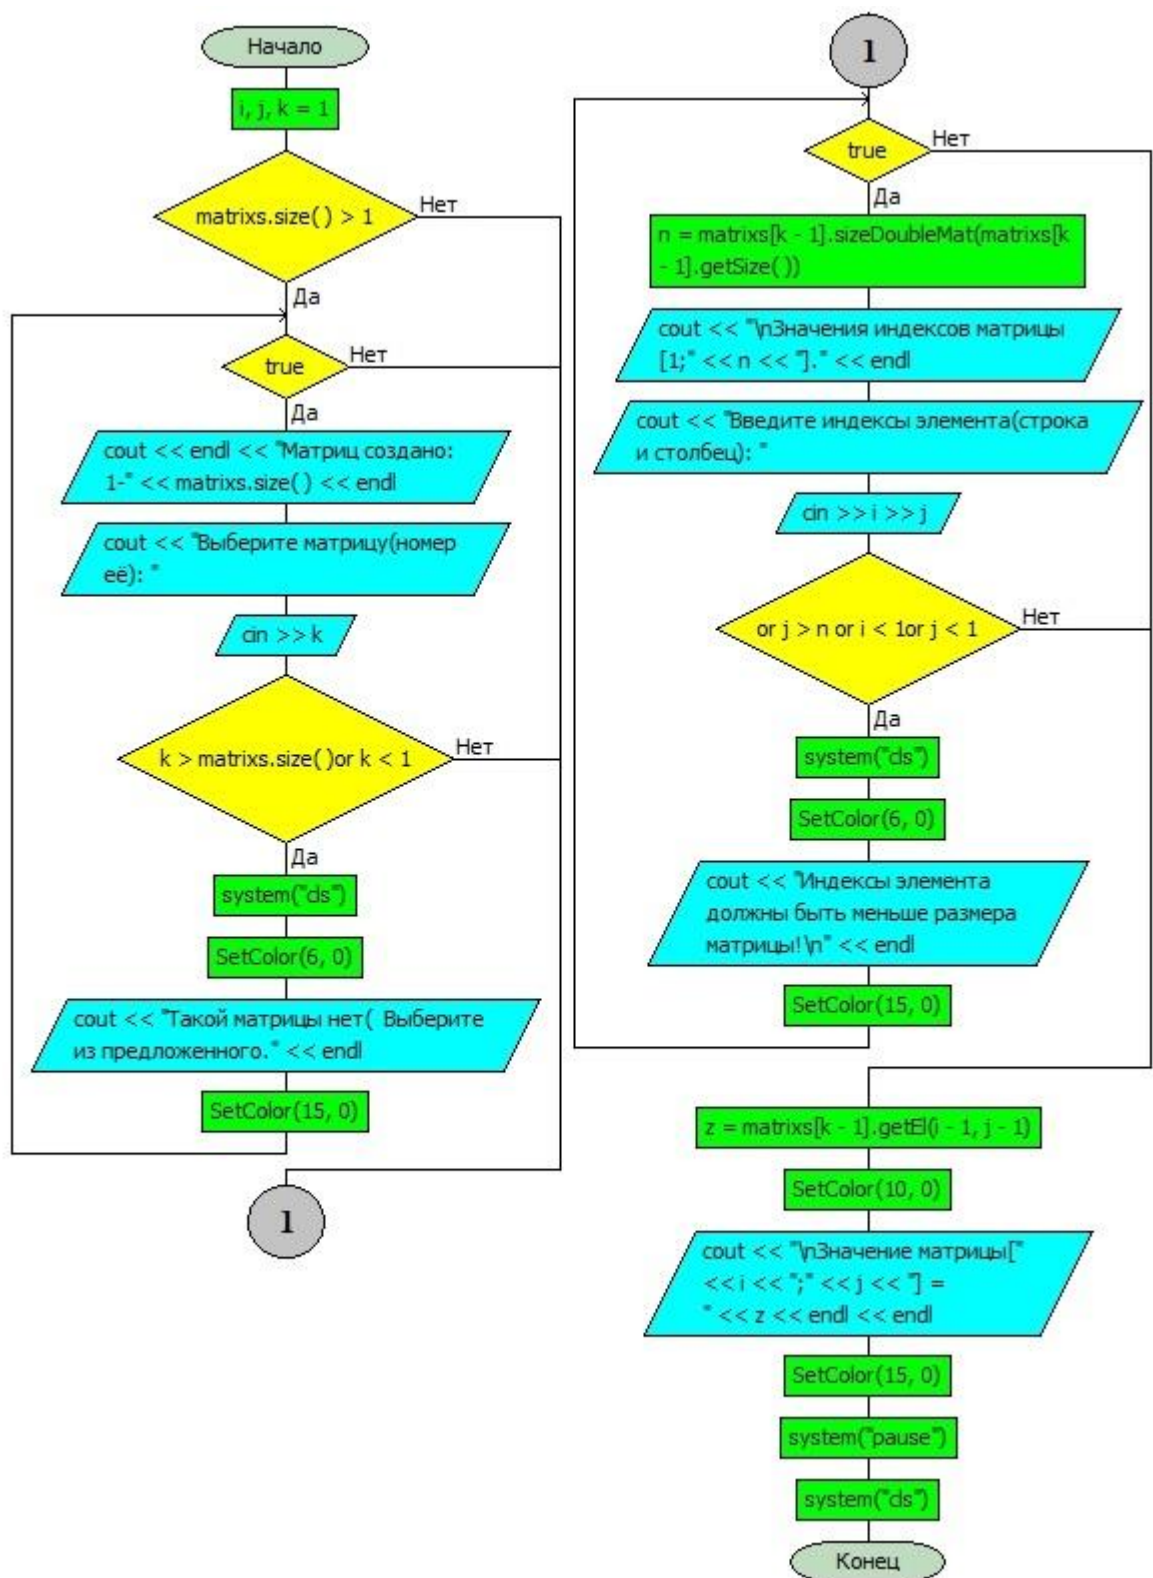 Начало
i, j, k = 1
matrixs.size() > 1
Нет
Да
true
Нет
Да
cout << endl << "Матриц создано:
1-" << matrixs.size() << endl
cout << "Выберите матрицу(номер
её): "
cin >> k
k > matrixs.size()or k < 1
Нет
Да
system("cls")
SetColor(6, 0)
cout << "Такой матрицы нет( Выберите
из предложенного." << endl
SetColor(15, 0)
1
1
true
Нет
Да
n = matrixs[k - 1].sizeDoubleMat(matrixs[k
- 1].getSize())
cout << "\nЗначения индексов матрицы
[1;" << n << "]." << endl
cout << "Введите индексы элемента(строка
и столбец): "
cin >> i >> j
or j > n or i < 1or j < 1
Нет
Да
system("cls")
SetColor(6, 0)
cout << "Индексы элемента
должны быть меньше размера
матрицы!\n" << endl
SetColor(15, 0)
z = matrixs[k - 1].getEl(i - 1, j - 1)
SetColor(10, 0)
cout << "\nЗначение матрицы["
<< i << ";" << j << "] =
" << z << endl << endl
SetColor(15, 0)
system("pause")
system("cls")
Конец